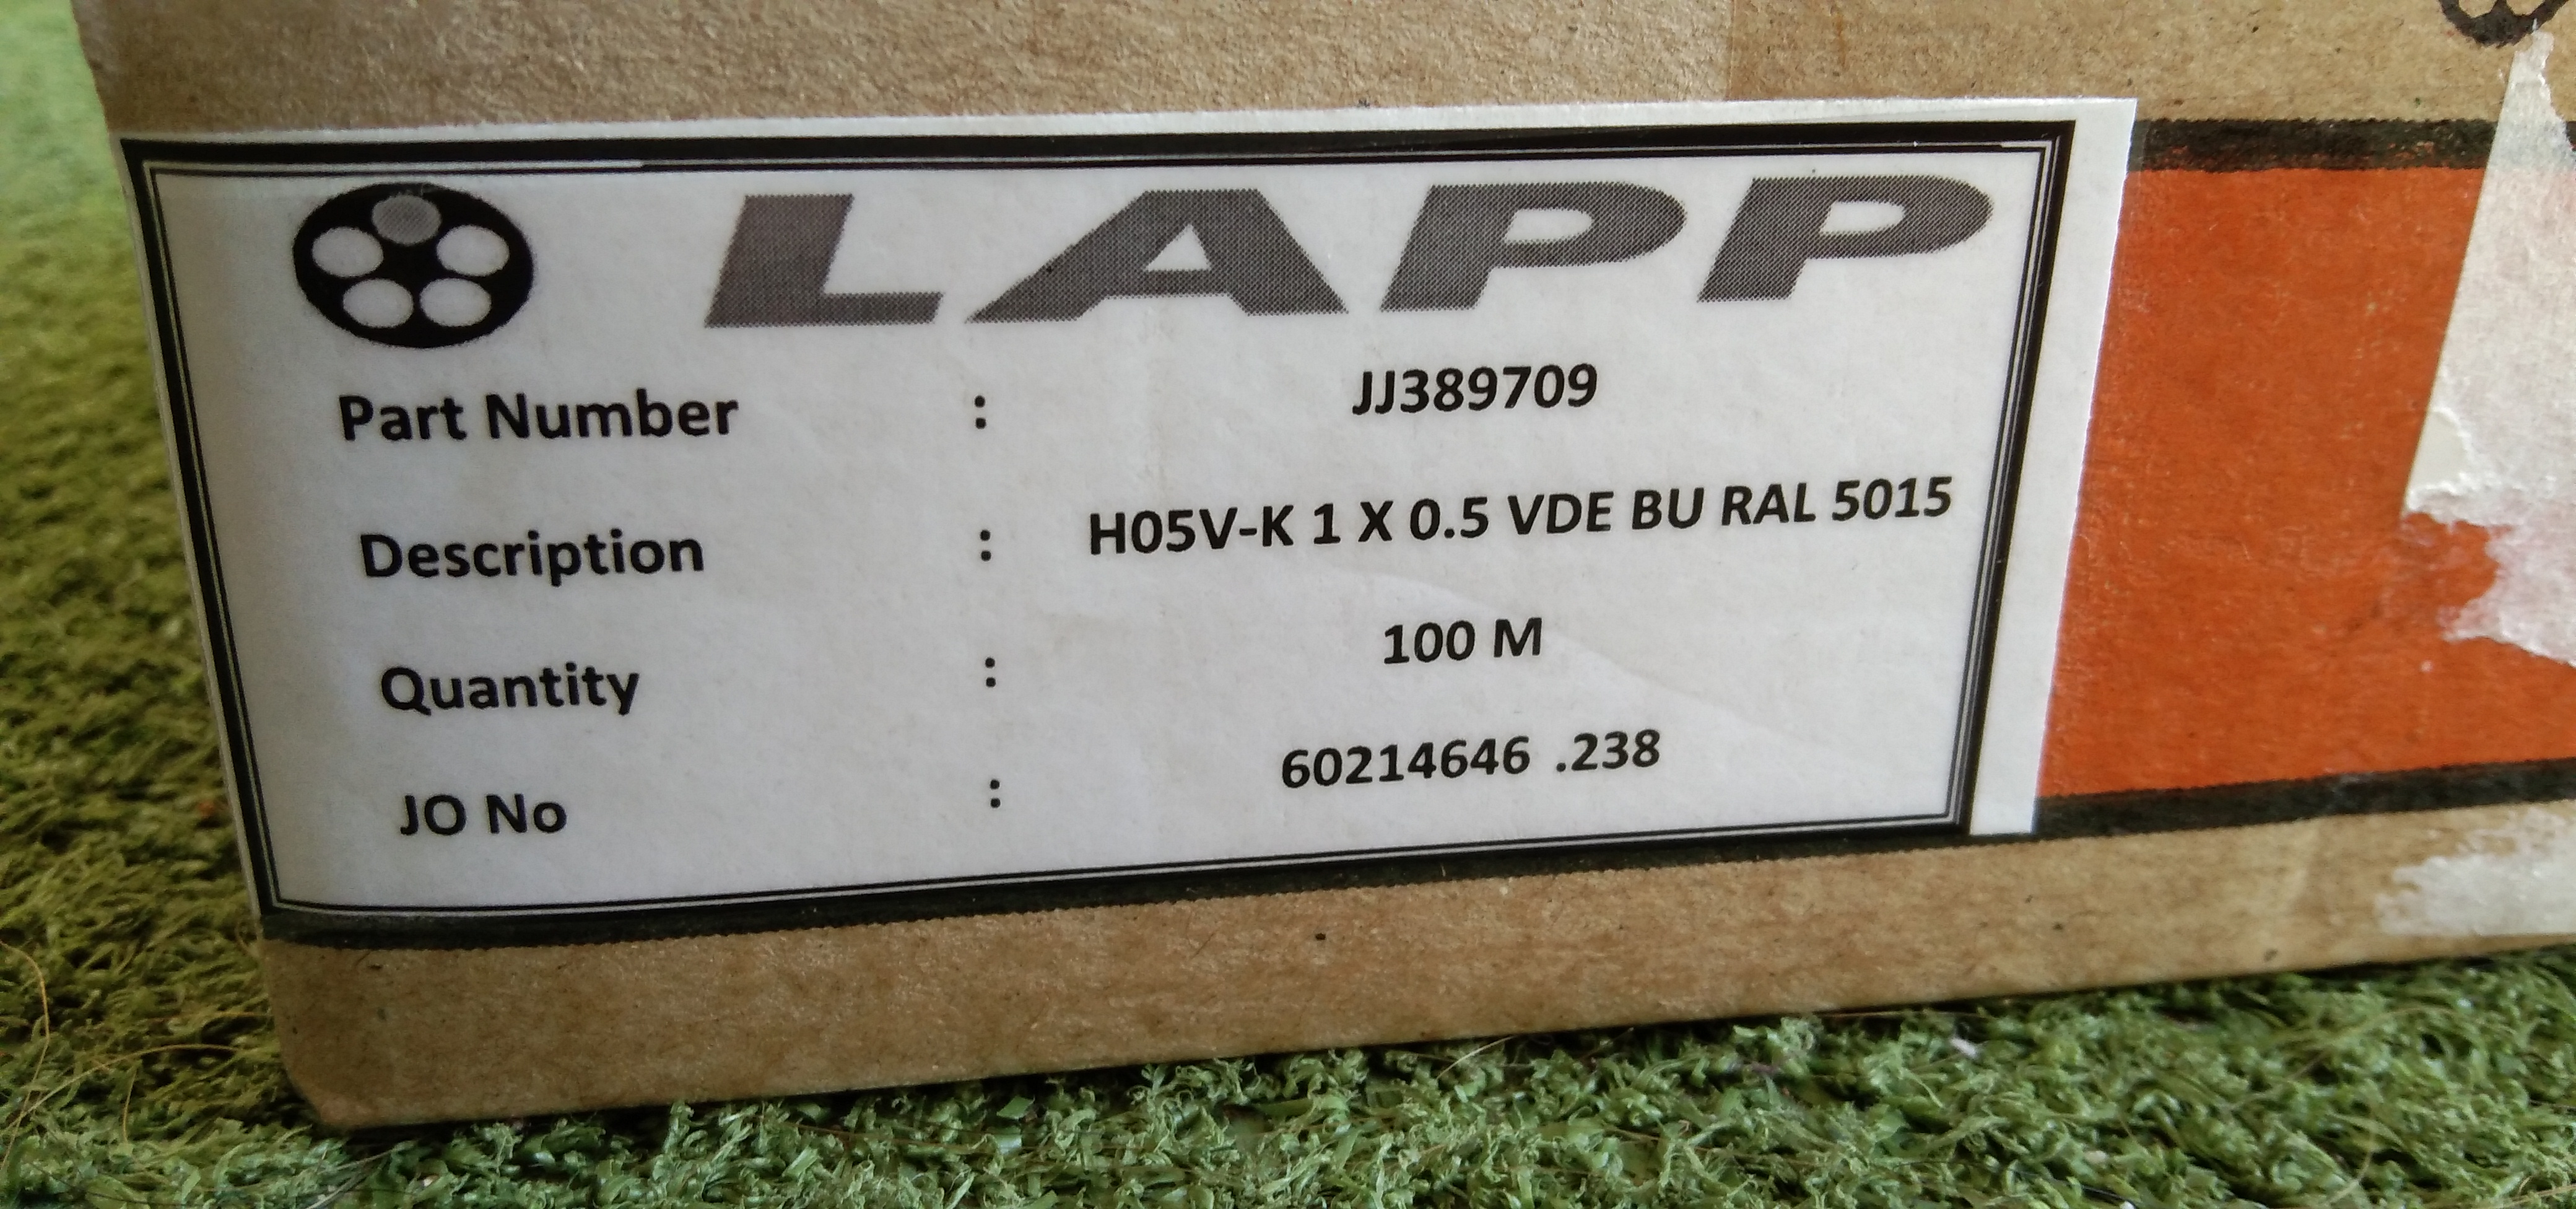 LAPP
Part Number : JJ389709
Description : H05V-K 1 X 0.5 VDE BU RAL 5015
Quantity : 100 M
JO No : 60214646 .238